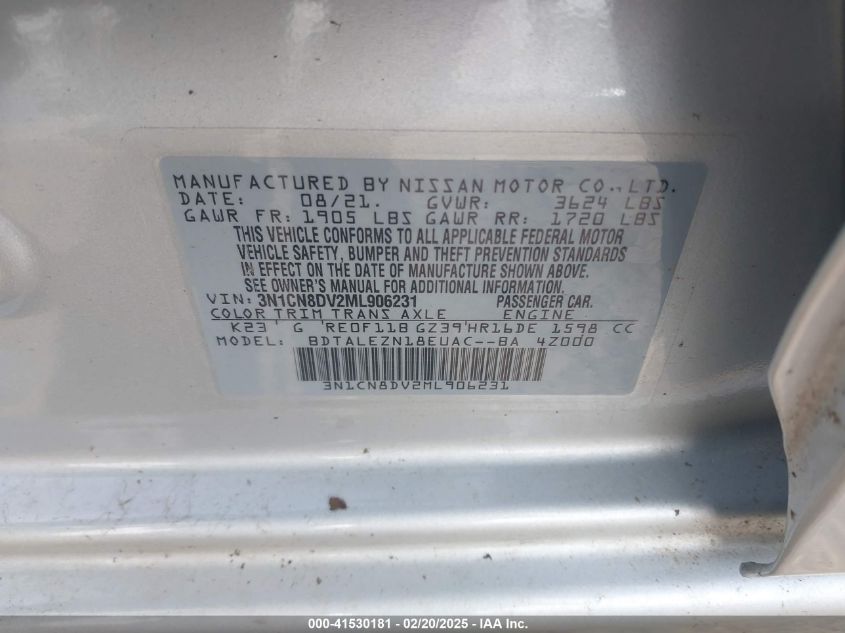 MANUFACTURED BY NISSAN MOTOR CO., LTD.
DATE: 08/21. GVWR: 3624 LBS
GAWR FR: 1905 LBS GAWR RR: 1720 LBS
THIS VEHICLE CONFORMS TO ALL APPLICABLE FEDERAL MOTOR
VEHICLE SAFETY, BUMPER AND THEFT PREVENTION STANDARDS
IN EFFECT ON THE DATE OF MANUFACTURE SHOWN ABOVE.
SEE OWNER'S MANUAL FOR ADDITIONAL INFORMATION.
VIN: 3N1CN8DV2ML906231 PASSENGER CAR.
COLOR TRIM TRANS AXLE ENGINE
K23 G RE0F11B GZ39 HR16DE 1598 CC
MODEL: BDTALEZN18EUAC--BA 4Z000
3N1CN8DV2ML906231
000-41530181 - 02/20/2025 - IAA Inc.